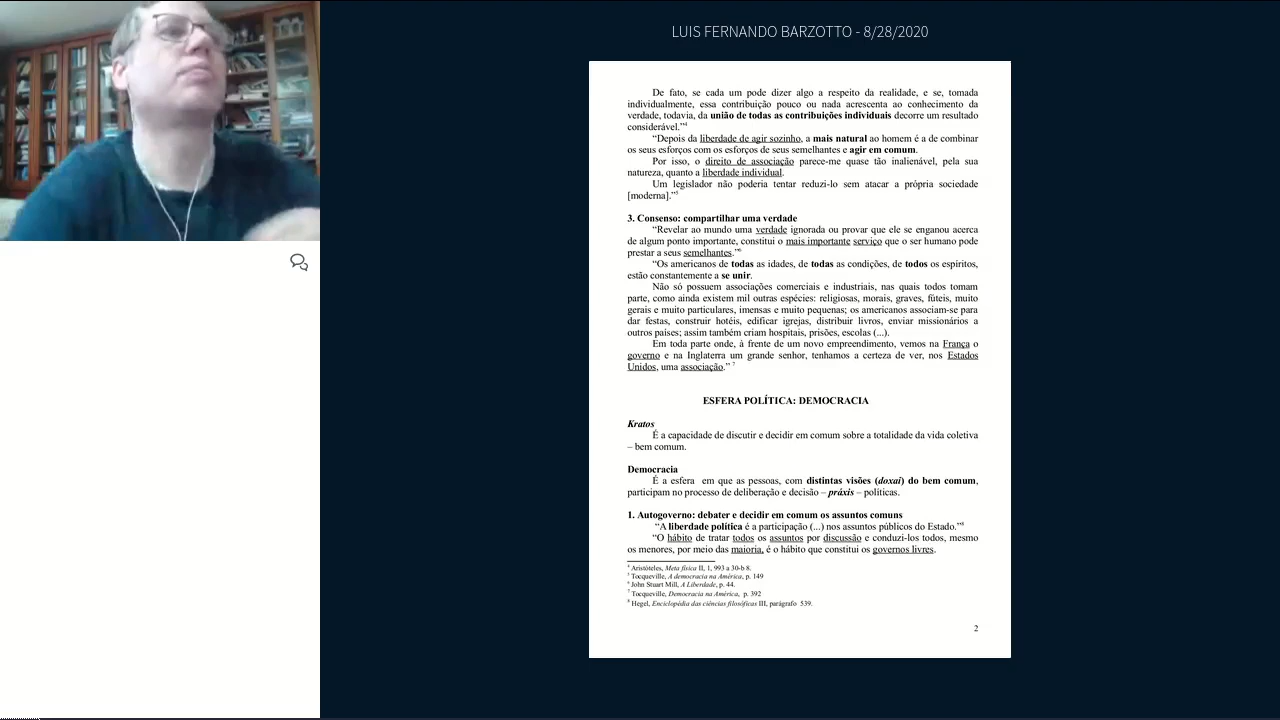 LUIS FERNANDO BARZOTTO - 8/28/2020
De fato, se cada um pode dizer algo a respeito da realidade, e se, tomada
individualmente, essa contribuição pouco ou nada acrescenta ao conhecimento da
verdade, todavia, da união de todas as contribuições individuais decorre um resultado
considerável.”4
“Depois da liberdade de agir sozinho, a mais natural ao homem é a de combinar
os seus esforços com os esforços de seus semelhantes e agir em comum.
Por isso, o direito de associação parece-me quase tão inalienável, pela sua
natureza, quanto a liberdade individual.
Um legislador não poderia tentar reduzi-lo sem atacar a própria sociedade
[moderna].”5
3. Consenso: compartilhar uma verdade
“Revelar ao mundo uma verdade ignorada ou provar que ele se enganou acerca
de algum ponto importante, constitui o mais importante serviço que o ser humano pode
prestar a seus semelhantes.”6
“Os americanos de todas as idades, de todas as condições, de todos os espíritos,
estão constantemente a se unir.
Não só possuem associações comerciais e industriais, nas quais todos tomam
parte, como ainda existem mil outras espécies: religiosas, morais, graves, fúteis, muito
gerais e muito particulares, imensas e muito pequenas; os americanos associam-se para
dar festas, construir hotéis, edificar igrejas, distribuir livros, enviar missionários a
outros países; assim também criam hospitais, prisões, escolas (...).
Em toda parte onde, à frente de um novo empreendimento, vemos na França o
governo e na Inglaterra um grande senhor, tenhamos a certeza de ver, nos Estados
Unidos, uma associação.” 7
ESFERA POLÍTICA: DEMOCRACIA
Kratos
É a capacidade de discutir e decidir em comum sobre a totalidade da vida coletiva
– bem comum.
Democracia
É a esfera em que as pessoas, com distintas visões (doxai) do bem comum,
participam no processo de deliberação e decisão – práxis – políticas.
1. Autogoverno: debater e decidir em comum os assuntos comuns
“A liberdade política é a participação (...) nos assuntos públicos do Estado.”8
“O hábito de tratar todos os assuntos por discussão e conduzi-los todos, mesmo
os menores, por meio das maioria, é o hábito que constitui os governos livres.
4 Aristóteles, Meta física II, 1, 993 a 30-b 8.
5 Tocqueville, A democracia na América, p. 149
6 John Stuart Mill, A Liberdade, p. 44.
7 Tocqueville, Democracia na América, p. 392
8 Hegel, Enciclopédia das ciências filosóficas III, parágrafo 539.
2